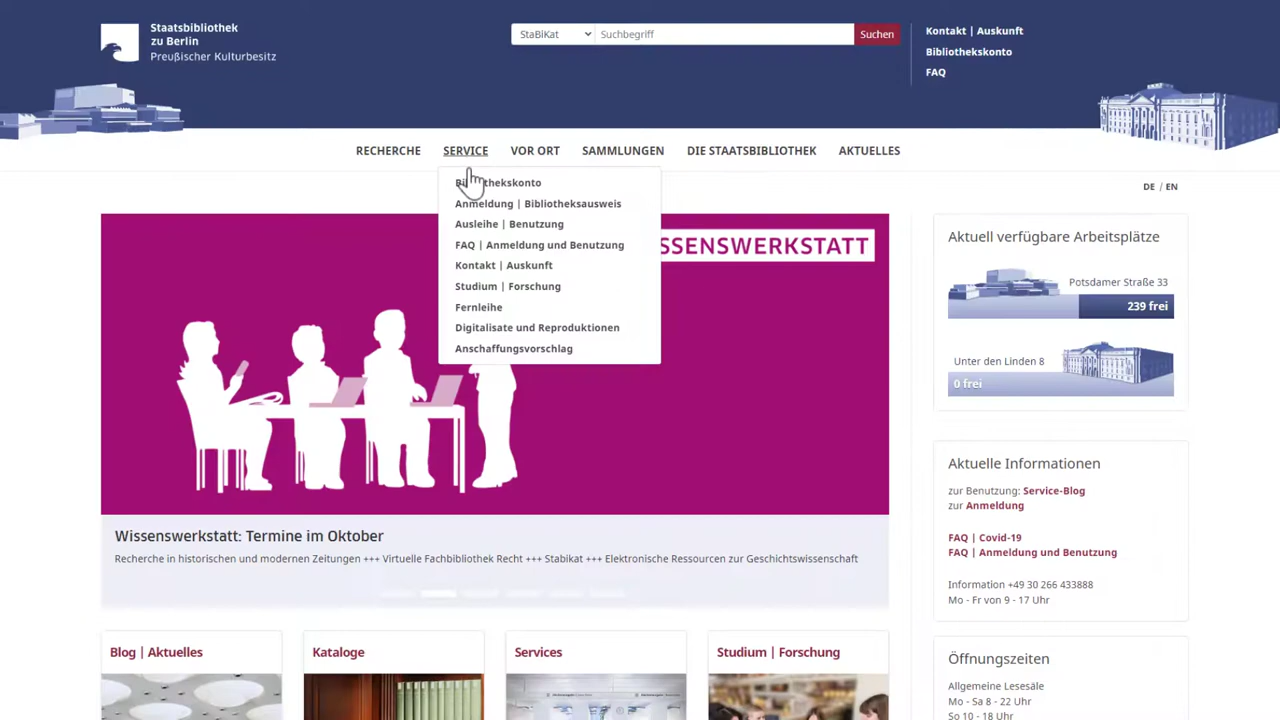 Staatsbibliothek
zu Berlin
Preußischer Kulturbesitz
StaBiKat
Suchbegriff
Suchen
Kontakt | Auskunft
Bibliothekskonto
FAQ
RECHERCHE
SERVICE
VOR ORT
SAMMLUNGEN
DIE STAATSBIBLIOTHEK
AKTUELLES
Anmeldung | Bibliotheksausweis
Ausleihe | Benutzung
FAQ | Anmeldung und Benutzung
Kontakt | Auskunft
Studium | Forschung
Fernleihe
Digitalisate und Reproduktionen
Anschaffungsvorschlag
DE / EN
SSENSWERKSTATT
Wissenswerkstatt: Termine im Oktober
Recherche in historischen und modernen Zeitungen +++ Virtuelle Fachbibliothek Recht +++ Stabikat +++ Elektronische Ressourcen zur Geschichtswissenschaft
Aktuell verfügbare Arbeitsplätze
Potsdamer Straße 33
239 frei
Unter den Linden 8
0 frei
Aktuelle Informationen
zur Benutzung: Service-Blog
zur Anmeldung
FAQ | Covid-19
FAQ | Anmeldung und Benutzung
Information +49 30 266 433888
Mo - Fr von 9 - 17 Uhr
Öffnungszeiten
Allgemeine Lesesäle
Mo - Sa 8 - 22 Uhr
So 10 - 18 Uhr
Blog | Aktuelles
Kataloge
Services
Studium | Forschung